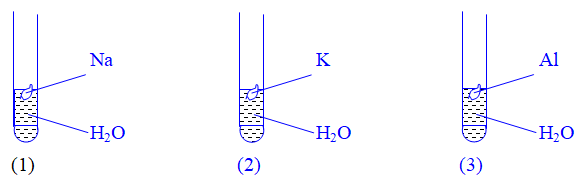 Na K Al
H₂O H₂O H₂O
(1) (2) (3)